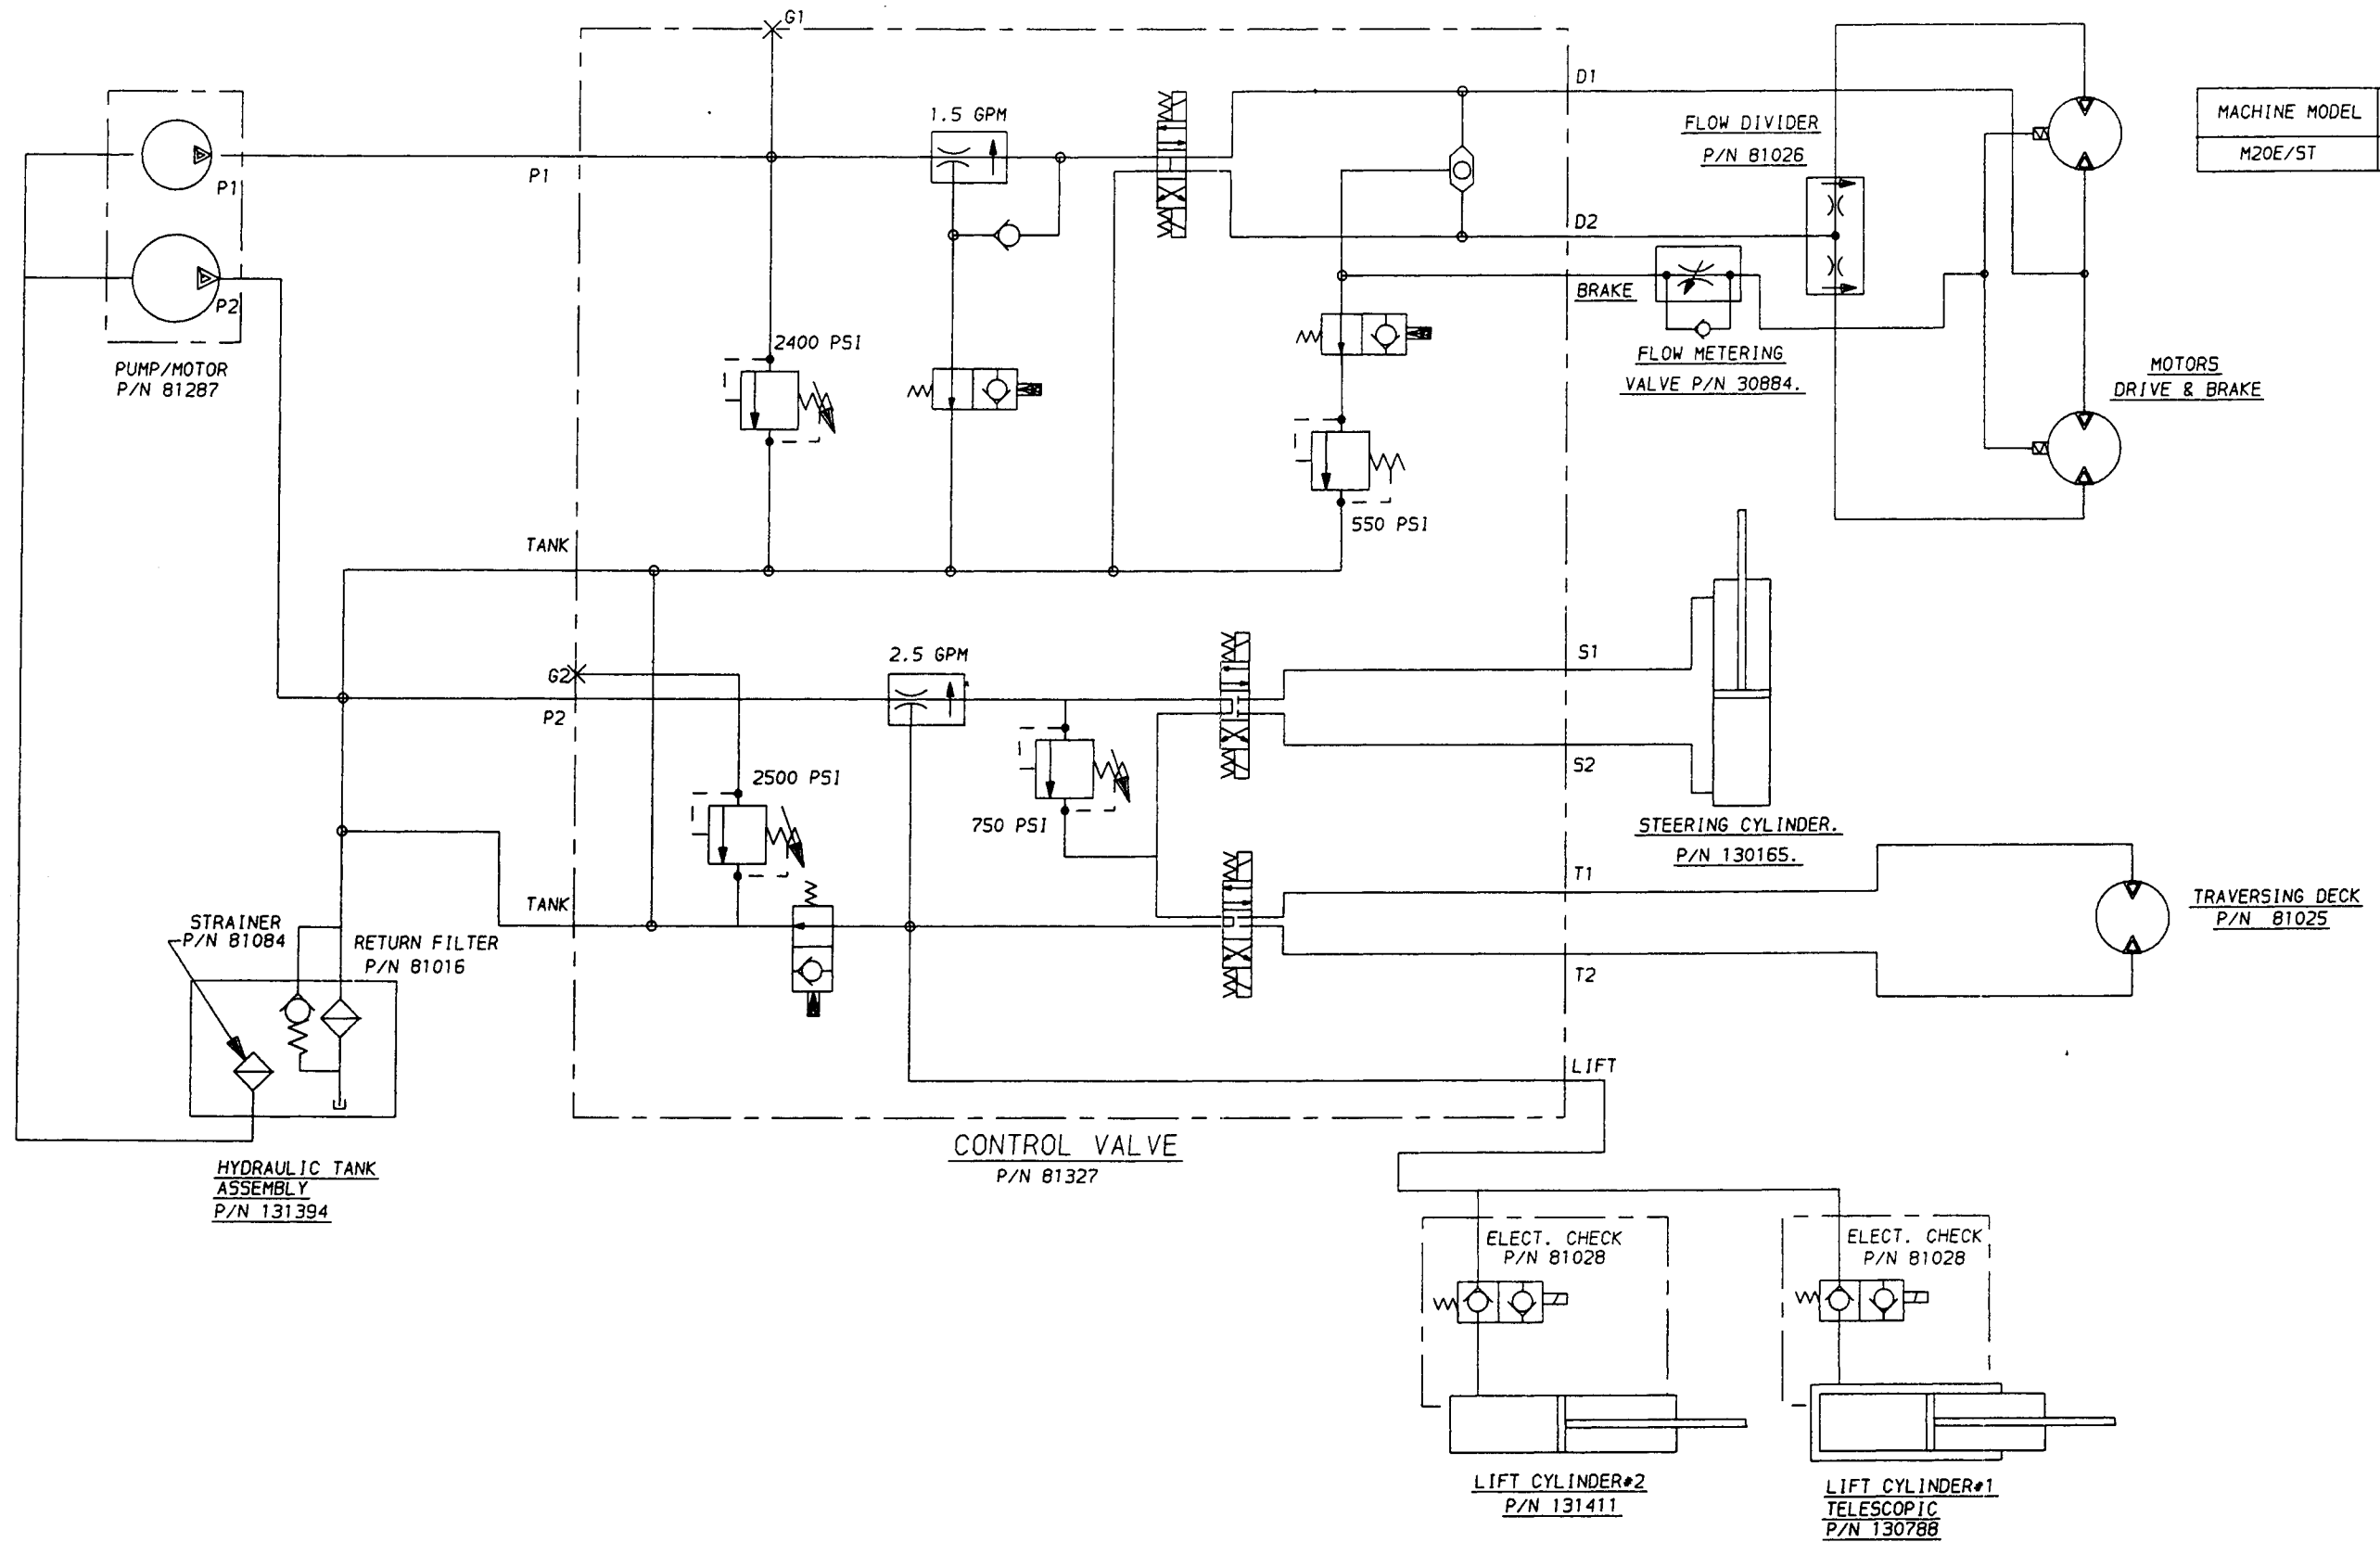 G1
D1
1.5 GPM
FLOW DIVIDER
P/N 81026
MACHINE MODEL
M20E/ST
P1
P1
D2
P2
BRAKE
2400 PSI
FLOW METERING
VALVE P/N 30884.
PUMP/MOTOR
P/N 81287
MOTORS
DRIVE & BRAKE
550 PSI
TANK
S1
2.5 GPM
G2
P2
S2
2500 PSI
750 PSI
STEERING CYLINDER.
P/N 130165.
T1
TANK
TRAVERSING DECK
P/N 81025
STRAINER
P/N 81084
RETURN FILTER
P/N 81016
T2
LIFT
CONTROL VALVE
P/N 81327
HYDRAULIC TANK
ASSEMBLY
P/N 131394
ELECT. CHECK
P/N 81028
ELECT. CHECK
P/N 81028
LIFT CYLINDER#2
P/N 131411
LIFT CYLINDER#1
TELESCOPIC
P/N 130788